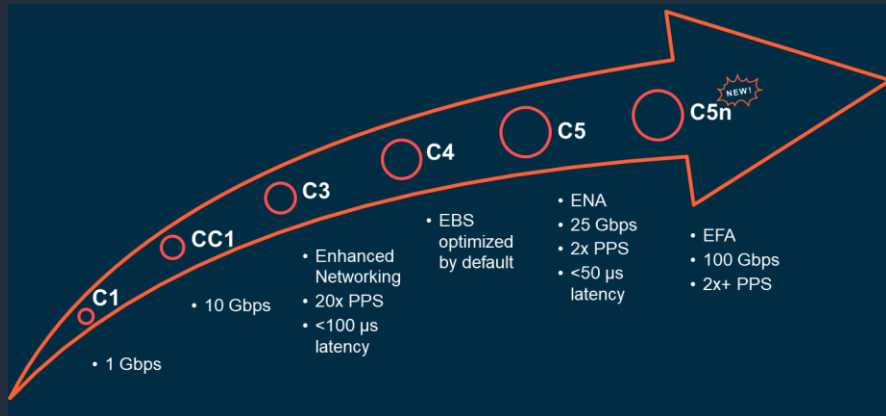 C1
• 1 Gbps
CC1
• 10 Gbps
C3
• Enhanced
Networking
• 20x PPS
• <100 µs
latency
C4
• EBS
optimized
by default
C5
• ENA
• 25 Gbps
• 2x PPS
• <50 µs
latency
C5n
NEW!
• EFA
• 100 Gbps
• 2x+ PPS